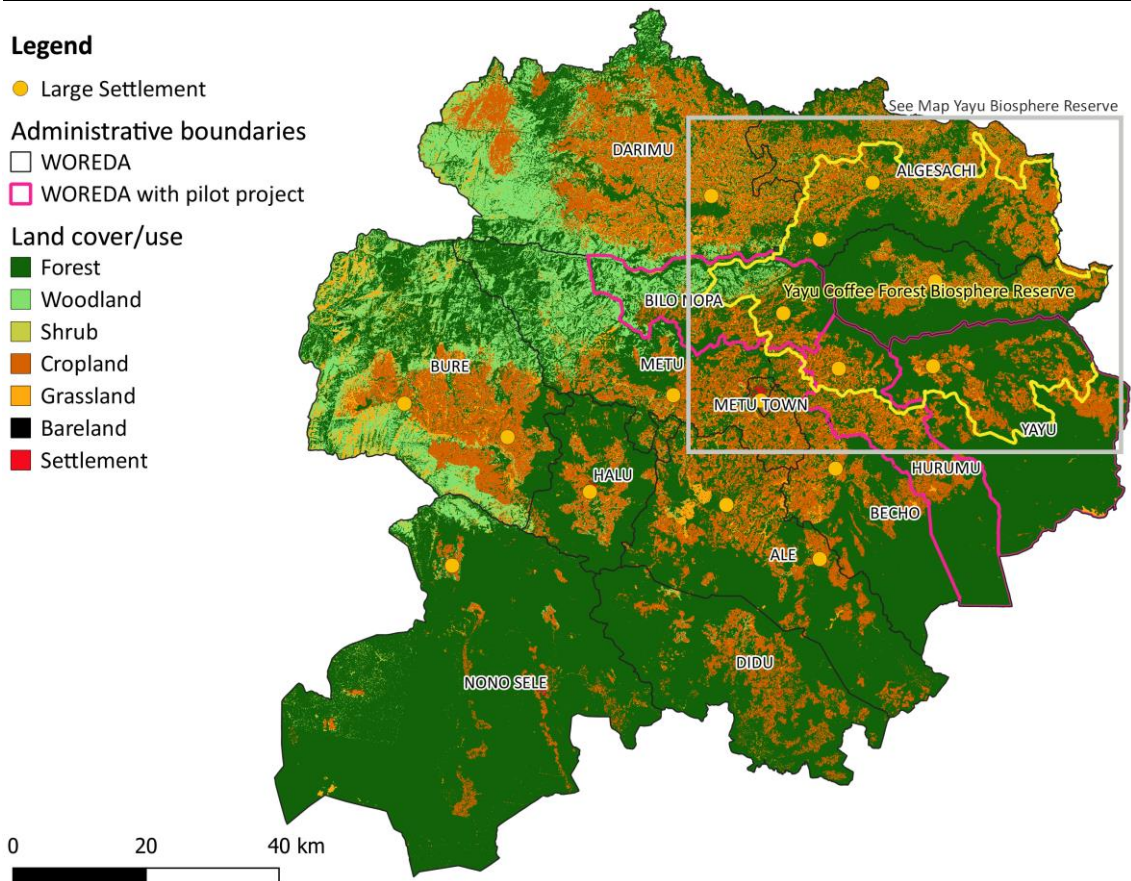 Legend
Large Settlement
Administrative boundaries
WOREDA
WOREDA with pilot project
Land cover/use
Forest
Woodland
Shrub
Cropland
Grassland
Bareland
Settlement
0 20 40 km
See Map Yayu Biosphere Reserve
DARIMU
ALGESACHI
BILO NOPA
Yayu Coffee Forest Biosphere Reserve
METU
BURE
METU TOWN
YAYU
HALU
HURUMU
BECHO
ALE
DIDU
NONO SELE